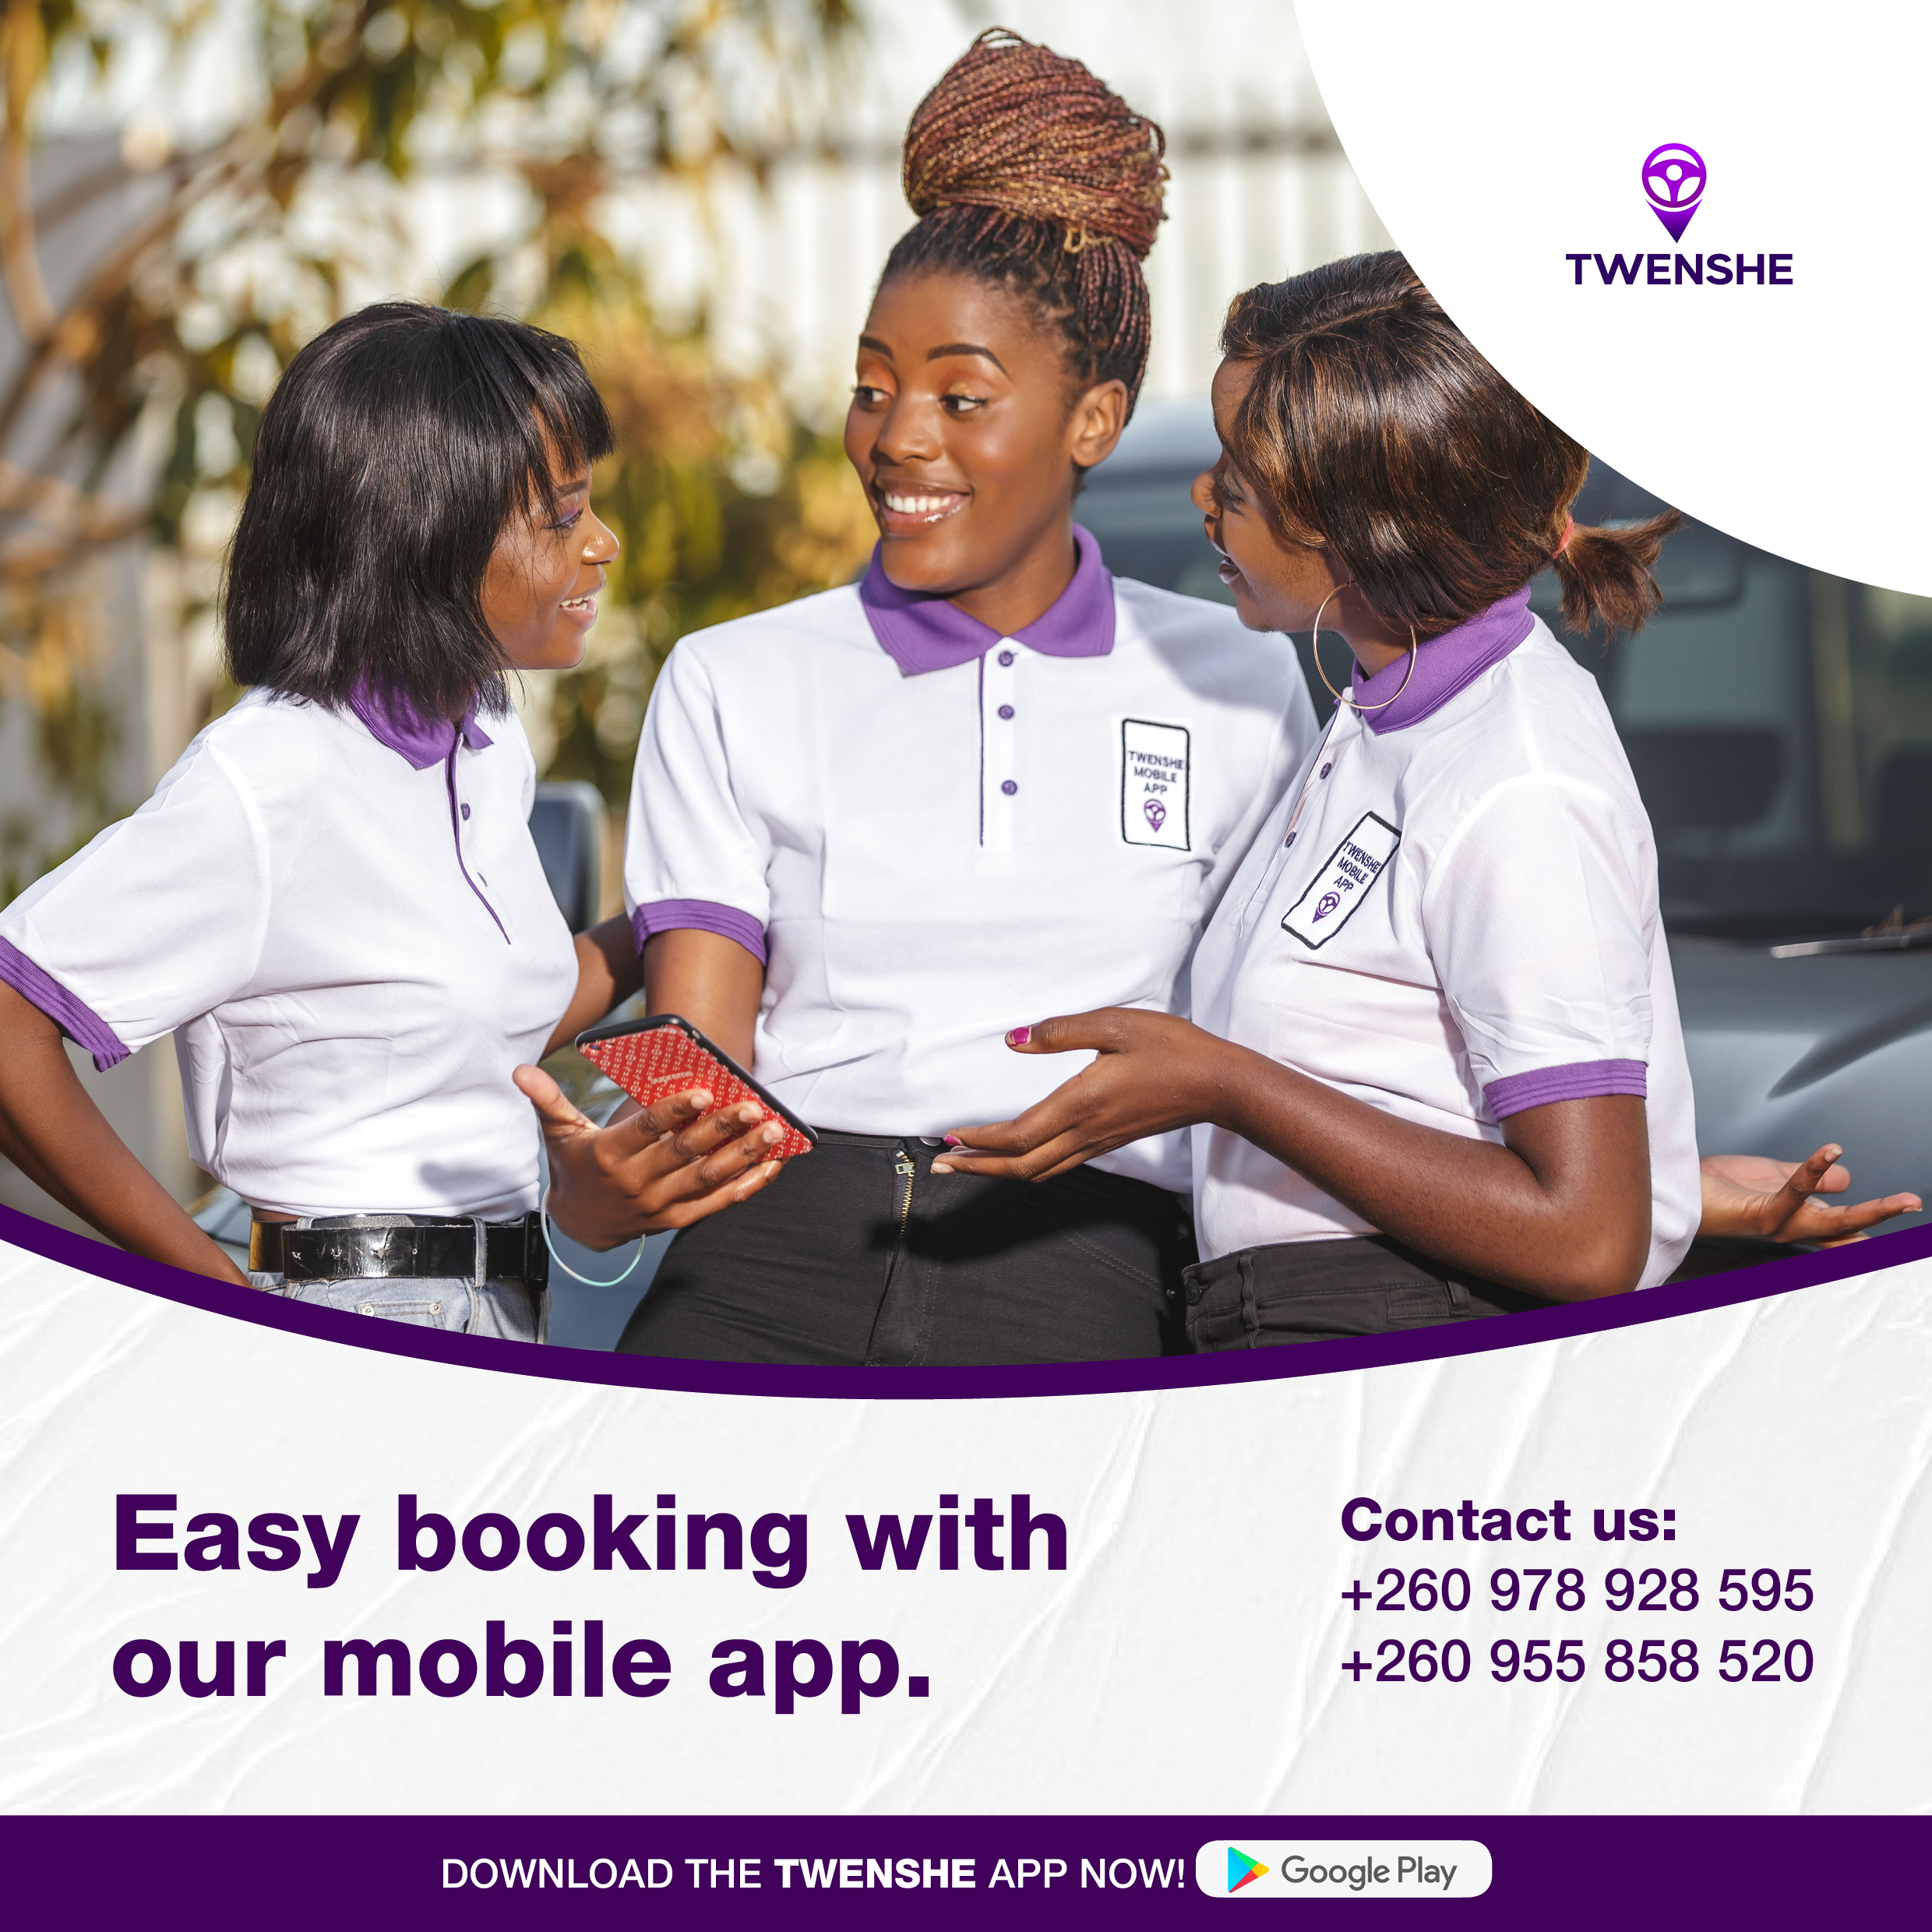 TWENSHE
TWENSHE
MOBILE
APP
TWENSHE
MOBILE
APP
Supreme
Easy booking with
our mobile app.
Contact us:
+260 978 928 595
+260 955 858 520
DOWNLOAD THE TWENSHE APP NOW! Google Play